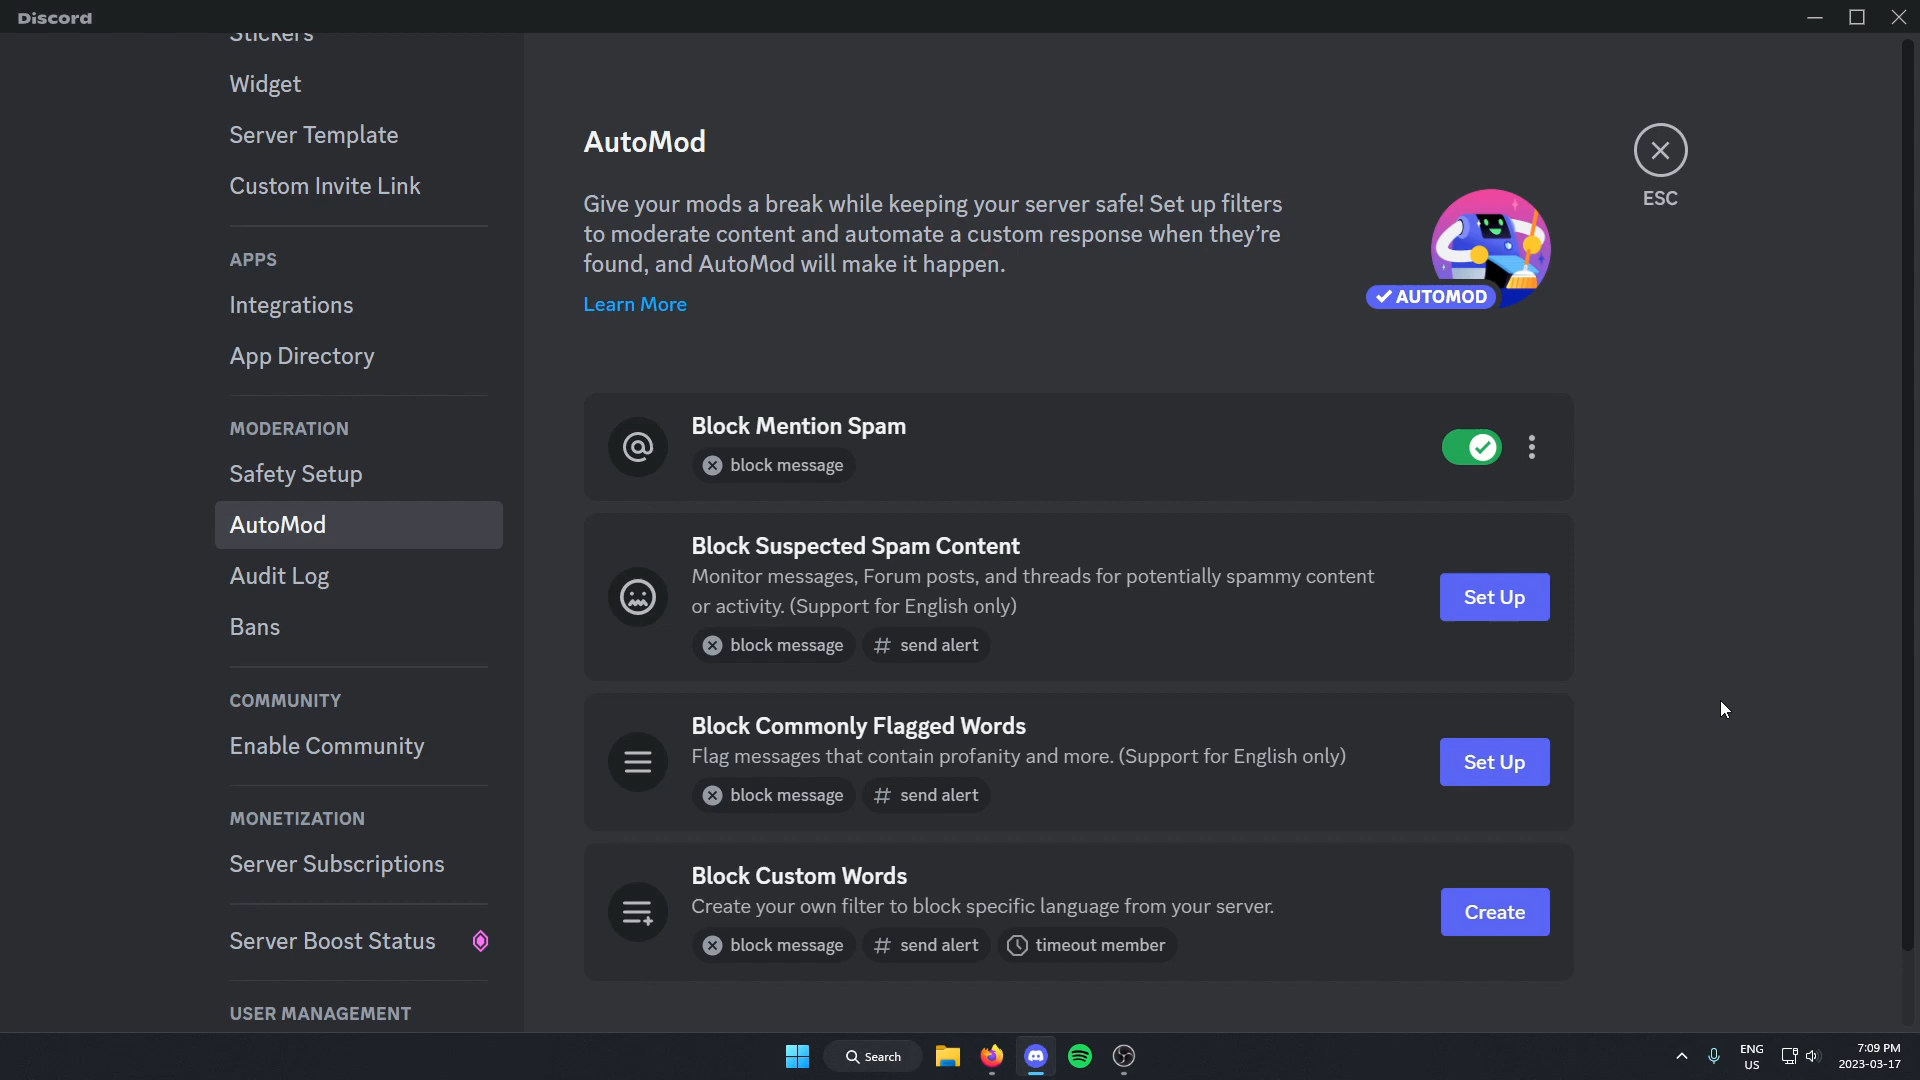 Discord
Stickers
Widget
Server Template
Custom Invite Link
APPS
Integrations
App Directory
MODERATION
Safety Setup
AutoMod
Audit Log
Bans
COMMUNITY
Enable Community
MONETIZATION
Server Subscriptions
Server Boost Status
USER MANAGEMENT
AutoMod
Give your mods a break while keeping your server safe! Set up filters
to moderate content and automate a custom response when they're
found, and AutoMod will make it happen.
Learn More
AUTOMOD
ESC
Block Mention Spam
block message
Block Suspected Spam Content
Monitor messages, Forum posts, and threads for potentially spammy content
or activity. (Support for English only)
block message # send alert
Set Up
Block Commonly Flagged Words
Flag messages that contain profanity and more. (Support for English only)
block message # send alert
Set Up
Block Custom Words
Create your own filter to block specific language from your server.
block message # send alert timeout member
Create
Search
ENG
US
7:09 PM
2023-03-17